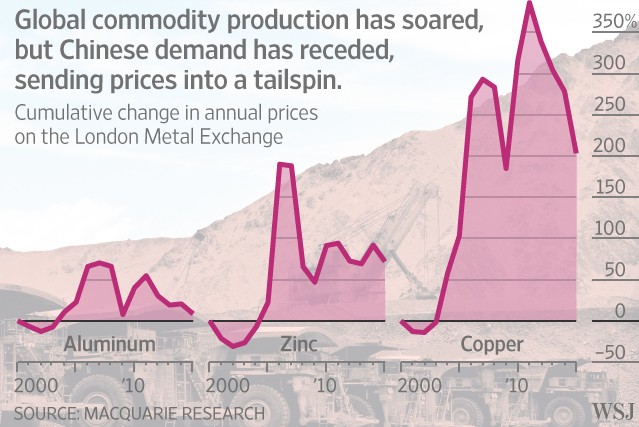 Global commodity production has soared,
but Chinese demand has receded,
sending prices into a tailspin.
Cumulative change in annual prices
on the London Metal Exchange
350%
300
250
200
150
100
50
0
−50
Aluminum
Zinc
Copper
2000 '10
2000 '10
2000 '10
SOURCE: MACQUARIE RESEARCH
WSJ